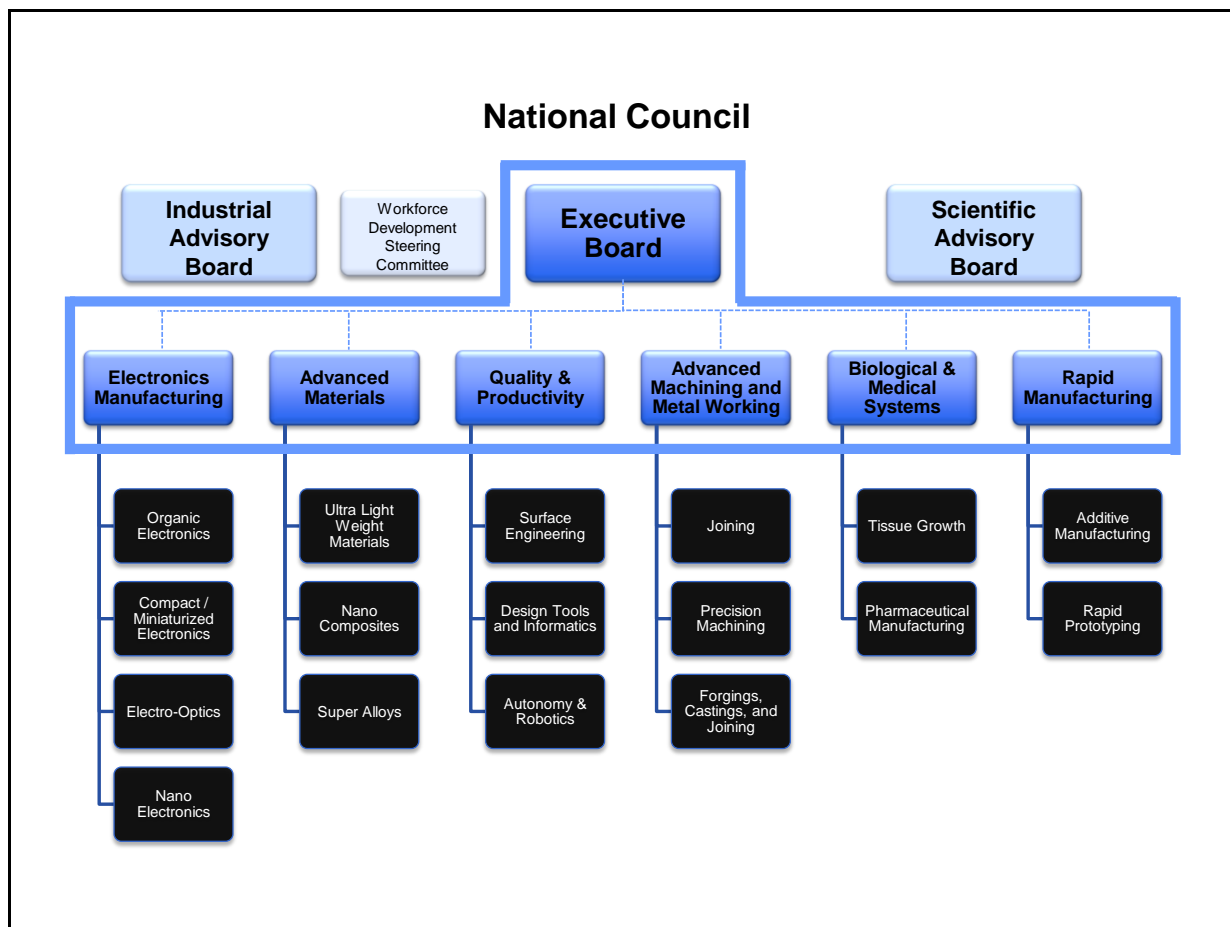 National Council
Industrial
Advisory
Board
Workforce
Development
Steering
Committee
Executive
Board
Scientific
Advisory
Board
Electronics
Manufacturing
Advanced
Materials
Quality &
Productivity
Advanced
Machining and
Metal Working
Biological &
Medical
Systems
Rapid
Manufacturing
Organic
Electronics
Compact /
Miniaturized
Electronics
Electro-Optics
Nano
Electronics
Ultra Light
Weight
Materials
Nano
Composites
Super Alloys
Surface
Engineering
Design Tools
and Informatics
Autonomy &
Robotics
Joining
Precision
Machining
Forgings,
Castings, and
Joining
Tissue Growth
Pharmaceutical
Manufacturing
Additive
Manufacturing
Rapid
Prototyping